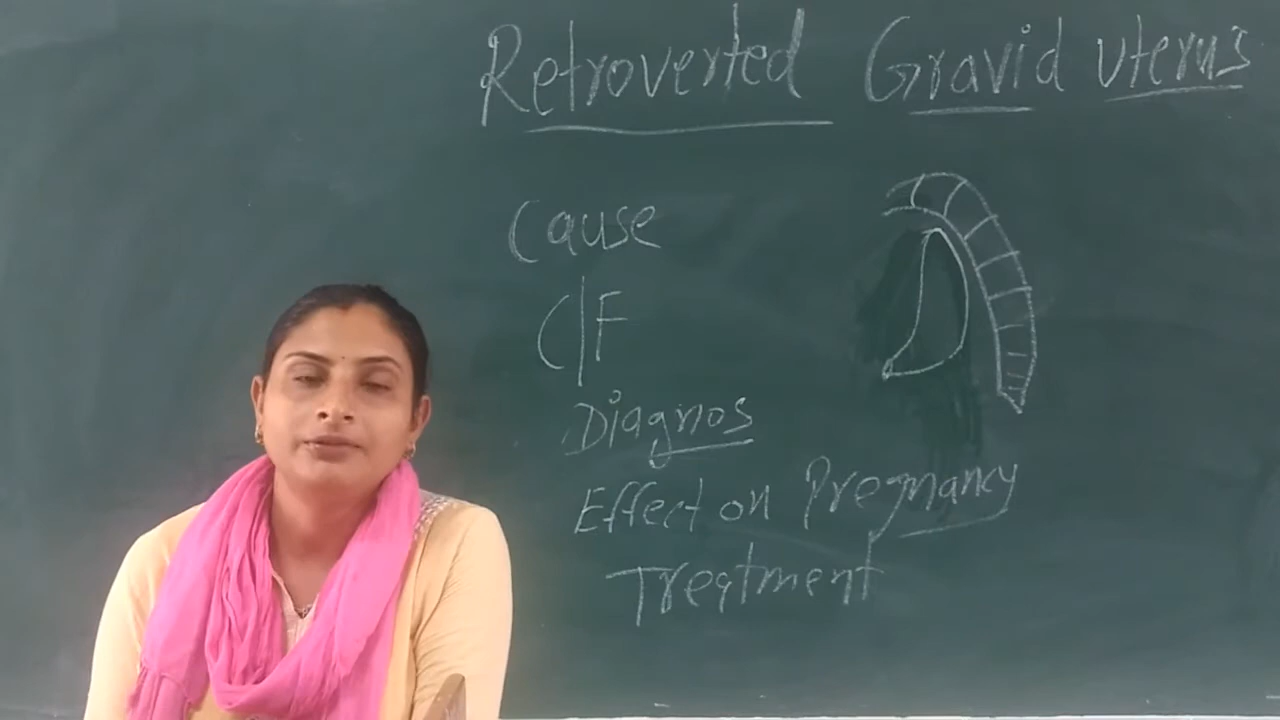 Retroverted Gravid uterus
Cause
C/F
Diagnos
Effect on Pregnancy
Treatment